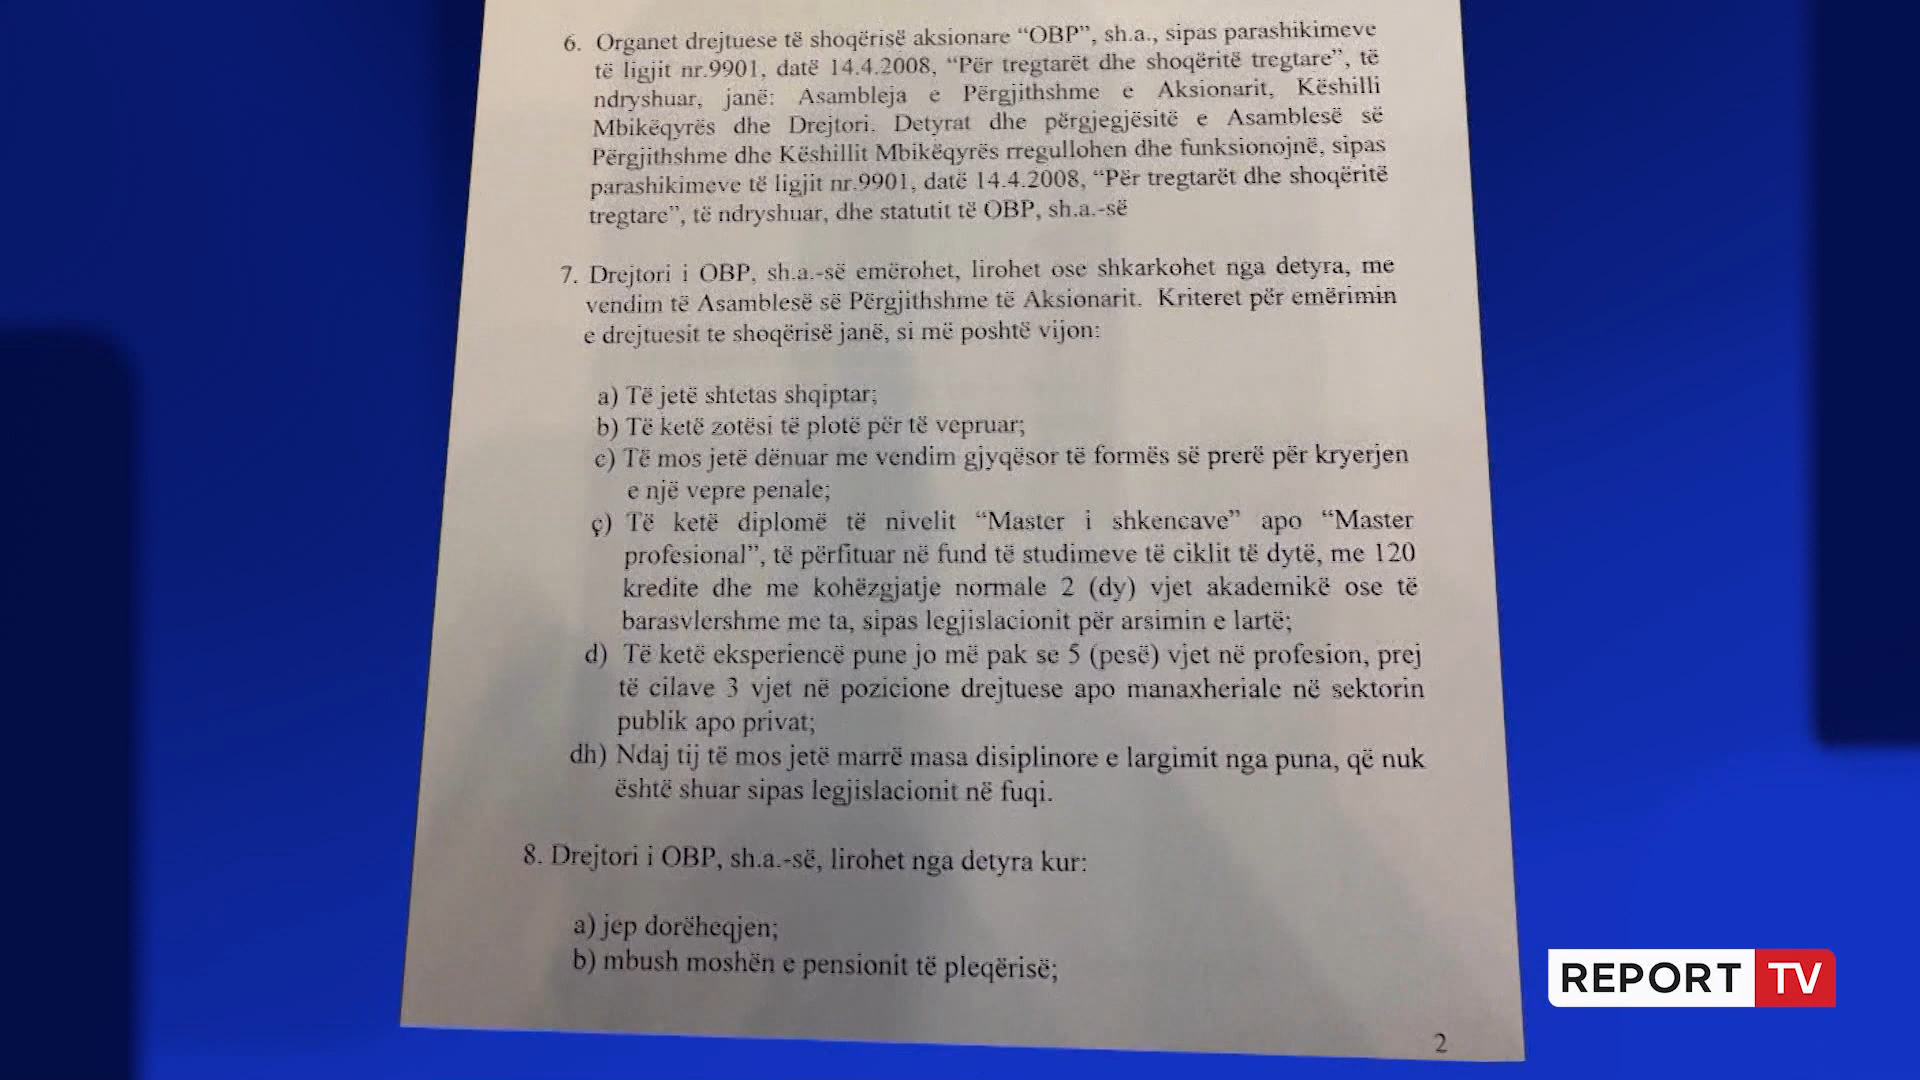 6. Organet drejtuese të shoqërisë aksionare “OBP”, sh.a., sipas parashikimeve
të ligjit nr.9901, datë 14.4.2008, “Për tregtarët dhe shoqëritë tregtare”, të
ndryshuar, janë: Asambleja e Përgjithshme e Aksionarit, Këshilli
Mbikëqyrës dhe Drejtori. Detyrat dhe përgjegjësitë e Asamblesë së
Përgjithshme dhe Këshillit Mbikëqyrës rregullohen dhe funksionojnë, sipas
parashikimeve të ligjit nr.9901, datë 14.4.2008, “Për tregtarët dhe shoqëritë
tregtare”, të ndryshuar, dhe statutit të OBP, sh.a.-së
7. Drejtori i OBP, sh.a.-së emërohet, lirohet ose shkarkohet nga detyra, me
vendim të Asamblesë së Përgjithshme të Aksionarit. Kriteret për emërimin
e drejtuesit te shoqërisë janë, si më poshtë vijon:
a) Të jetë shtetas shqiptar;
b) Të ketë zotësi të plotë për të vepruar;
c) Të mos jetë dënuar me vendim gjyqësor të formës së prerë për kryerjen
e një vepre penale;
ç) Të ketë diplomë të nivelit “Master i shkencave” apo “Master
profesional”, të përfituar në fund të studimeve të ciklit të dytë, me 120
kredite dhe me kohëzgjatje normale 2 (dy) vjet akademikë ose të
barasvlershme me ta, sipas legjislacionit për arsimin e lartë;
d) Të ketë eksperiencë pune jo më pak se 5 (pesë) vjet në profesion, prej
të cilave 3 vjet në pozicione drejtuese apo manaxheriale në sektorin
publik apo privat;
dh) Ndaj tij të mos jetë marrë masa disiplinore e largimit nga puna, që nuk
është shuar sipas legjislacionit në fuqi.
8. Drejtori i OBP, sh.a.-së, lirohet nga detyra kur:
a) jep dorëheqjen;
b) mbush moshën e pensionit të pleqërisë;
2
REPORT TV